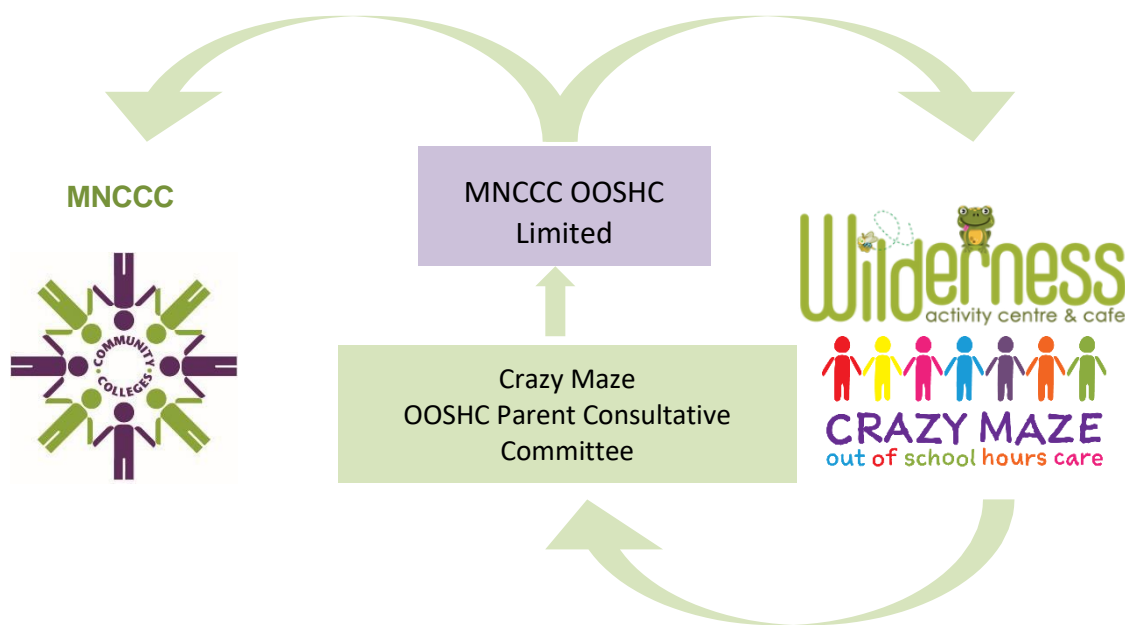 MNCCC
COMMUNITY
COLLEGES
MNCCC OOSHC
Limited
Crazy Maze
OOSHC Parent Consultative
Committee
Wilderness
activity centre & cafe
CRAZY MAZE
out of school hours care